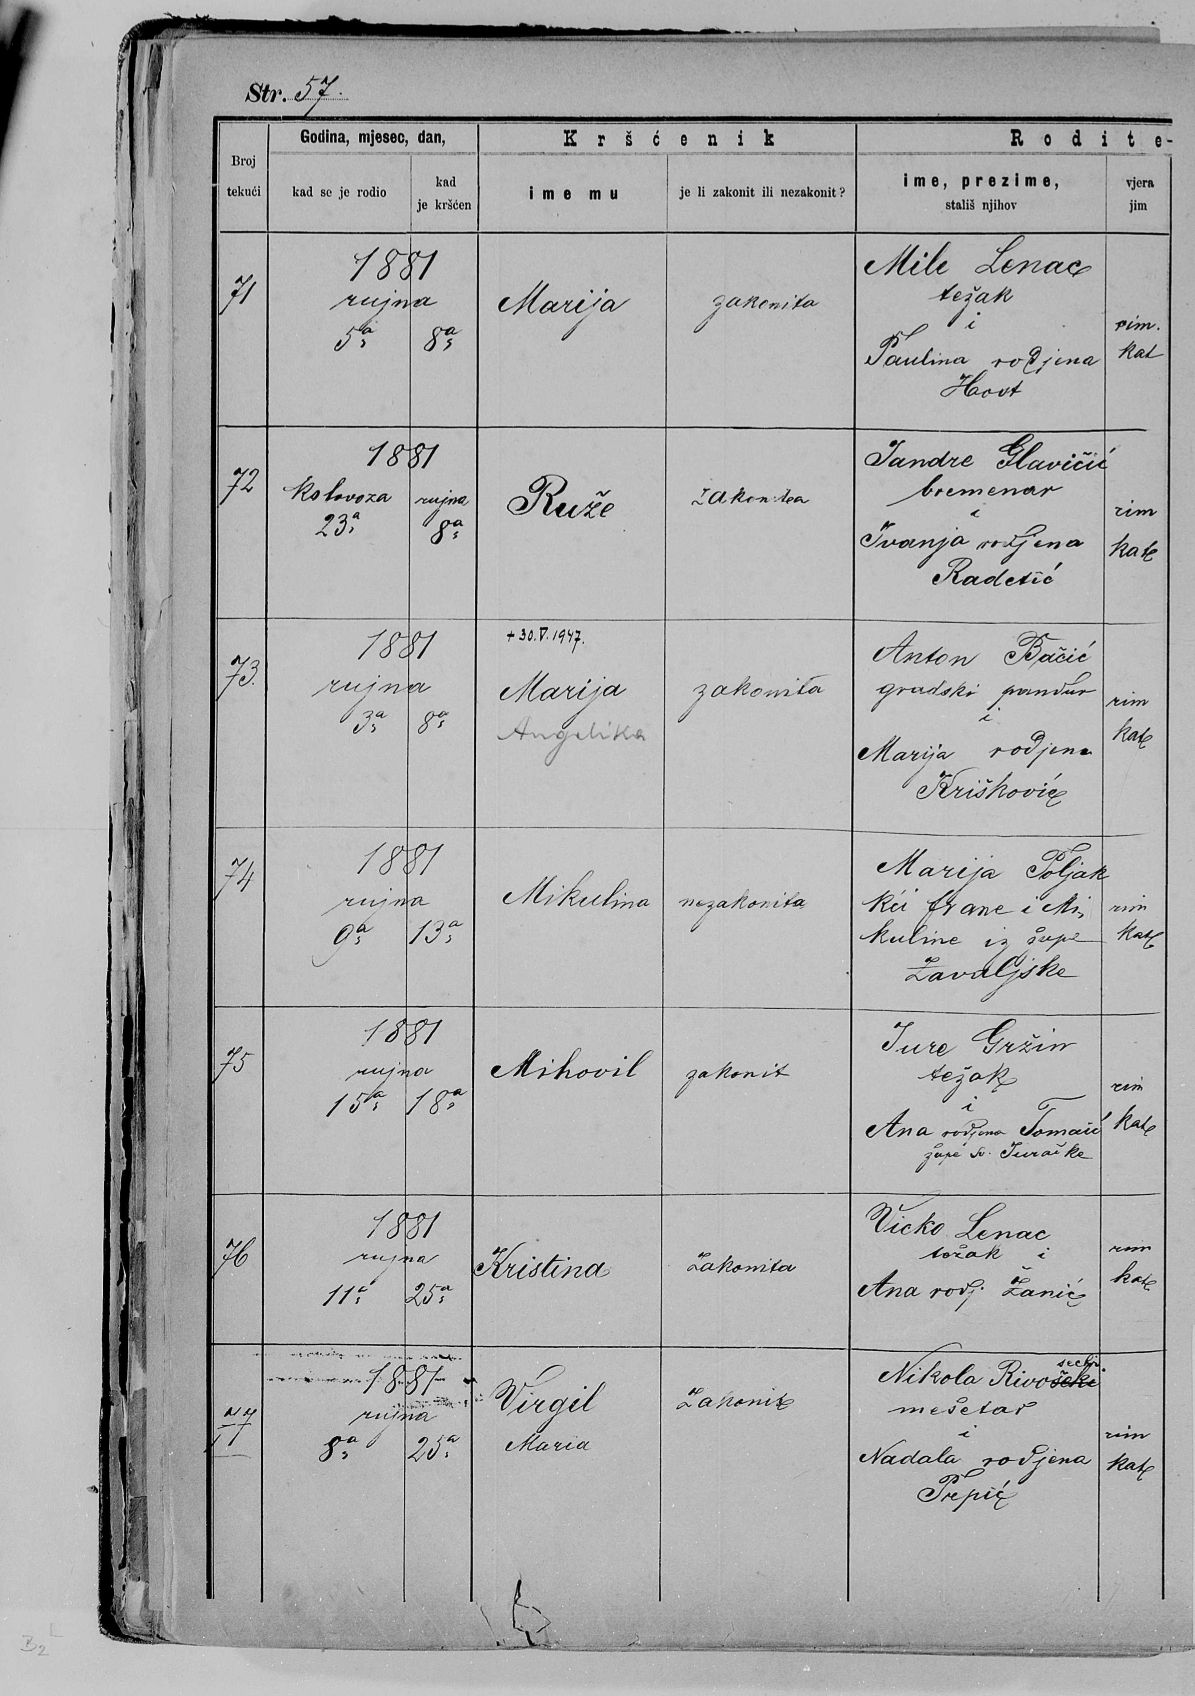 Str. 57.
Godina, mjesec, dan,
Kršćenik
Rodite-
Broj
tekući
kad se je rodio
kad
je kršćen
ime mu
je li zakonit ili nezakonit?
ime, prezime,
stališ njihov
vjera
jim
71
1881
rujna
5a 8a
Marija
zakonita
Mile Lenac
težak
i
Paulina rodjena
Host
rim.
kat
72
1881
Kolovoza rujna
23a 8a
Ruže
zakonita
Jandre Glavičić
bremenar
i
Ivanja rodjena
Radetić
rim
kat
73.
1881
rujna
3a 8a
+ 30.V.1947.
Marija
Angelika
zakonita
Anton Bačić
gradski pandur
i
Marija rodjena
Krišković
rim
kat
74
1881
rujna
9a 13a
Mikulina
nezakonita
Marija Poljak
kći Frane i Mi
kuline iz župe
Zavaljske
rim
kat
75
1881
rujna
15a 18a
Mihovil
zakonit
Jure Gržin
težak
i
Ana rodjena Tomaić
župe Sv. Juračke
rim
kat
76
1881
rujna
11a 25a
Kristina
Zakonita
Vicko Lenac
težak i
Ana rodj. Žanić
rim
kat
77
1881
rujna
8a 25a
Virgil
Maria
Zakonit
secchi
Nikola Rivošeki
mešetar
i
Nadala rodjena
Prpić
rim
kat
B2